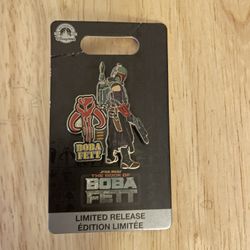 BOBA
FETT
STAR WARS
THE BOOK OF
BOBA
FETT
LIMITED RELEASE
ÉDITION LIMITÉE